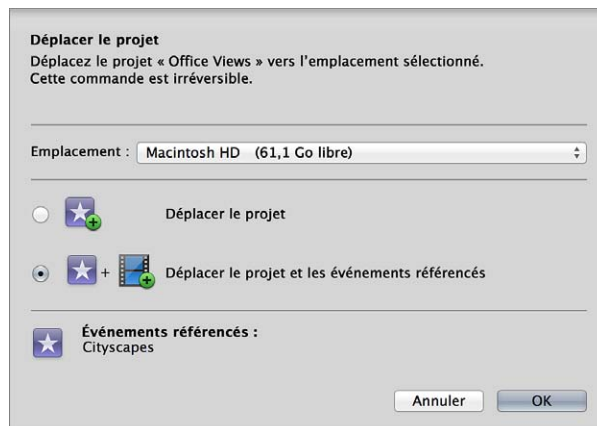 Déplacer le projet
Déplacez le projet « Office Views » vers l'emplacement sélectionné.
Cette commande est irréversible.
Emplacement : Macintosh HD (61,1 Go libre)
Déplacer le projet
+ Déplacer le projet et les événements référencés
Événements référencés :
Cityscapes
Annuler OK